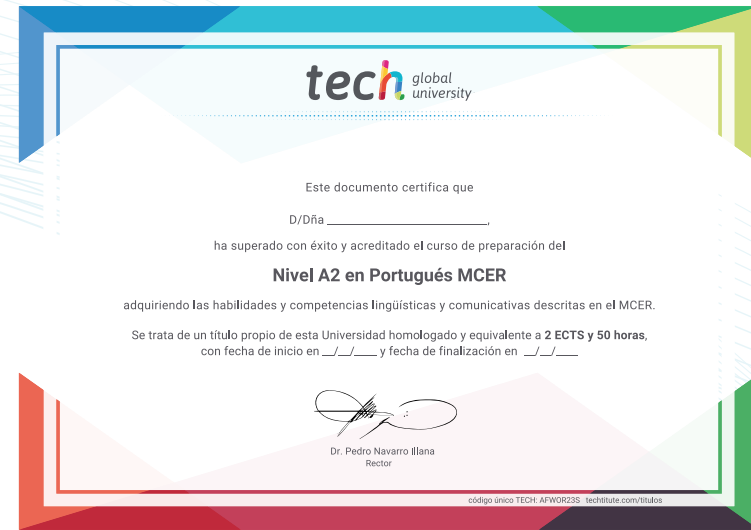 tech global university
Este documento certifica que
D/Dña ____________________,
ha superado con éxito y acreditado el curso de preparación del
Nivel A2 en Portugués MCER
adquiriendo las habilidades y competencias lingüísticas y comunicativas descritas en el MCER.
Se trata de un título propio de esta Universidad homologado y equivalente a 2 ECTS y 50 horas,
con fecha de inicio en __/__/___ y fecha de finalización en __/__/___
Dr. Pedro Navarro Illana
Rector
código único TECH: AFWOR23S techtitute.com/titulos